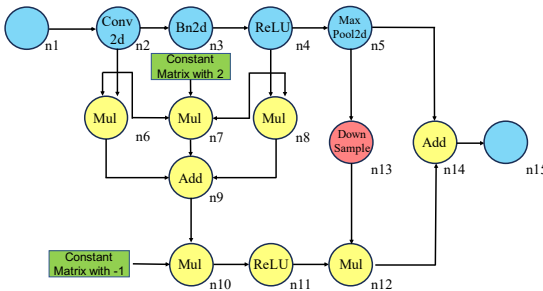 Conv
2d
Bn2d
ReLU
Max
Pool2d
n1
n2
n3
n4
n5
Constant
Matrix with 2
Mul
Mul
Mul
n6
n7
n8
Down
Sample
Add
n13
n14
n15
Add
n9
Constant
Matrix with -1
Mul
ReLU
Mul
n10
n11
n12